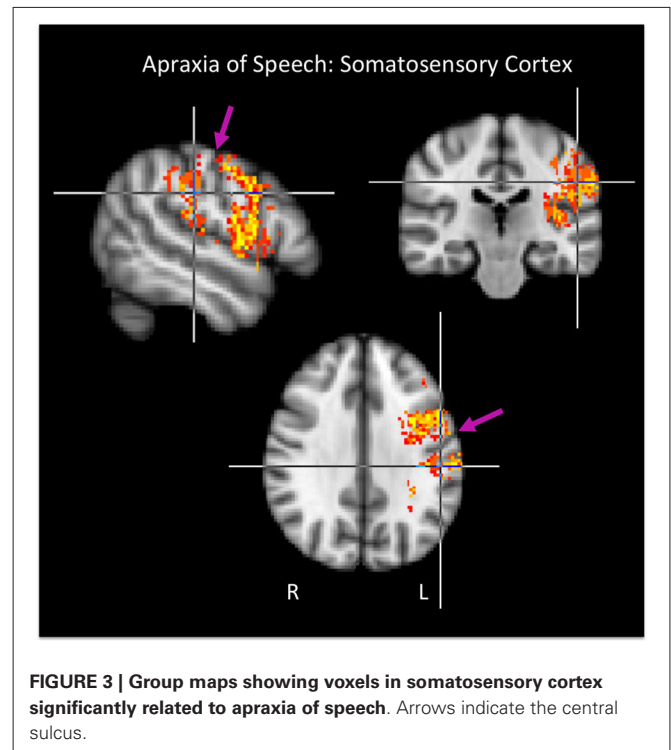 Apraxia of Speech: Somatosensory Cortex
R
L
FIGURE 3 | Group maps showing voxels in somatosensory cortex
significantly related to apraxia of speech. Arrows indicate the central
sulcus.